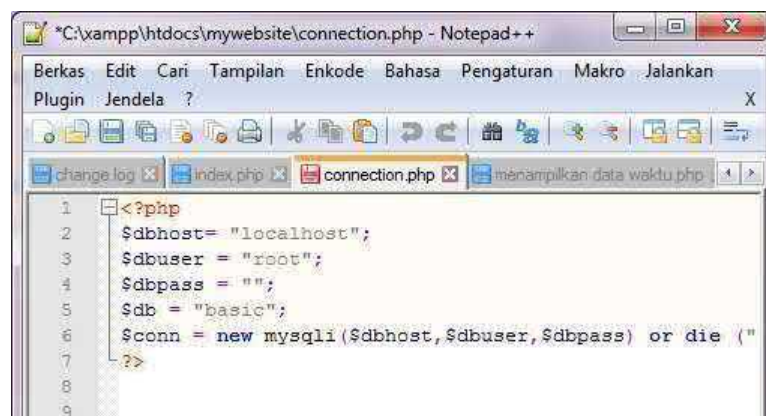 *C:\xampp\htdocs\mywebsite\connection.php - Notepad++
Berkas Edit Cari Tampilan Enkode Bahasa Pengaturan Makro Jalankan
Plugin Jendela ? X
change log index.php connection.php menampilkan data waktu.php
1 <?php
2 $dbhost= "localhost";
3 $dbuser = "root";
4 $dbpass = "";
5 $db = "basic";
6 $conn = new mysqli($dbhost,$dbuser,$dbpass) or die ("
7 ?>
8
9